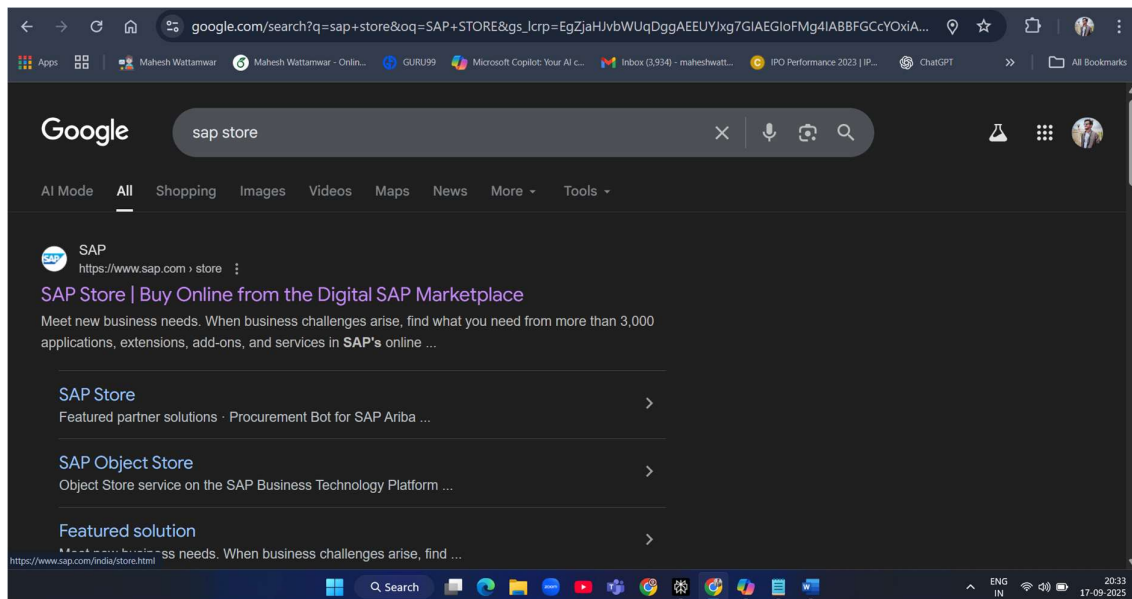 google.com/search?q=sap+store&oq=SAP+STORE&gs_lcrp=EgZjaHJvbWUqDggAEEUYJxg7GIAEGIoFMg4IABBFGCcYOxiA...
Apps
Mahesh Wattamwar
Mahesh Wattamwar - Onlin...
GURU99
Microsoft Copilot: Your AI c...
Inbox (3,934) - maheshwatt...
IPO Performance 2023 | IP...
ChatGPT
All Bookmarks
Google
sap store
AI Mode All Shopping Images Videos Maps News More Tools
SAP
SAP
https://www.sap.com › store
SAP Store | Buy Online from the Digital SAP Marketplace
Meet new business needs. When business challenges arise, find what you need from more than 3,000
applications, extensions, add-ons, and services in SAP's online ...
SAP Store
Featured partner solutions · Procurement Bot for SAP Ariba ...
SAP Object Store
Object Store service on the SAP Business Technology Platform ...
Featured solution
ss needs. When business challenges arise, find ...
https://www.sap.com/india/store.html
Search
zoom
ENG
IN
20:33
17-09-2025